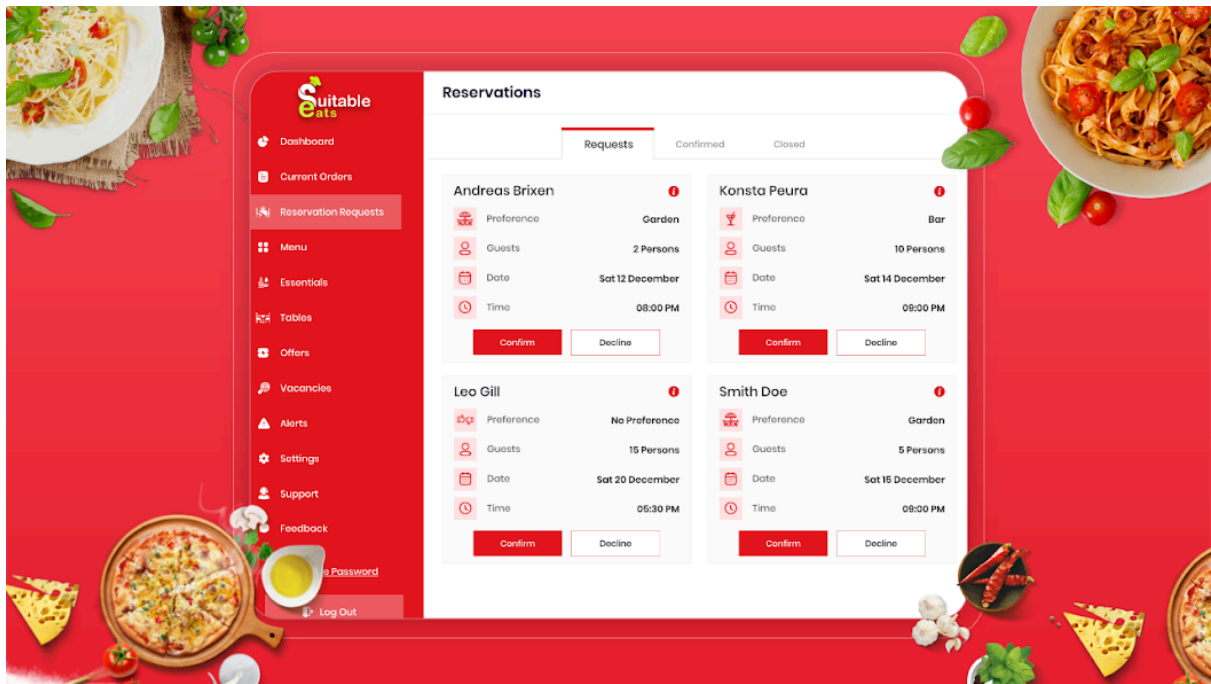 Suitable
eats
Reservations
Dashboard
Current Orders
Reservation Requests
Menu
Essentials
Tables
Offers
Vacancies
Alerts
Settings
Support
Feedback
Password
Log Out
Requests Confirmed Closed
Andreas Brixen
Preference Garden
Guests 2 Persons
Date Sat 12 December
Time 08:00 PM
Confirm Decline
Konsta Peura
Preference Bar
Guests 10 Persons
Date Sat 14 December
Time 09:00 PM
Confirm Decline
Leo Gill
Preference No Preference
Guests 15 Persons
Date Sat 20 December
Time 05:30 PM
Confirm Decline
Smith Doe
Preference Garden
Guests 5 Persons
Date Sat 15 December
Time 09:00 PM
Confirm Decline